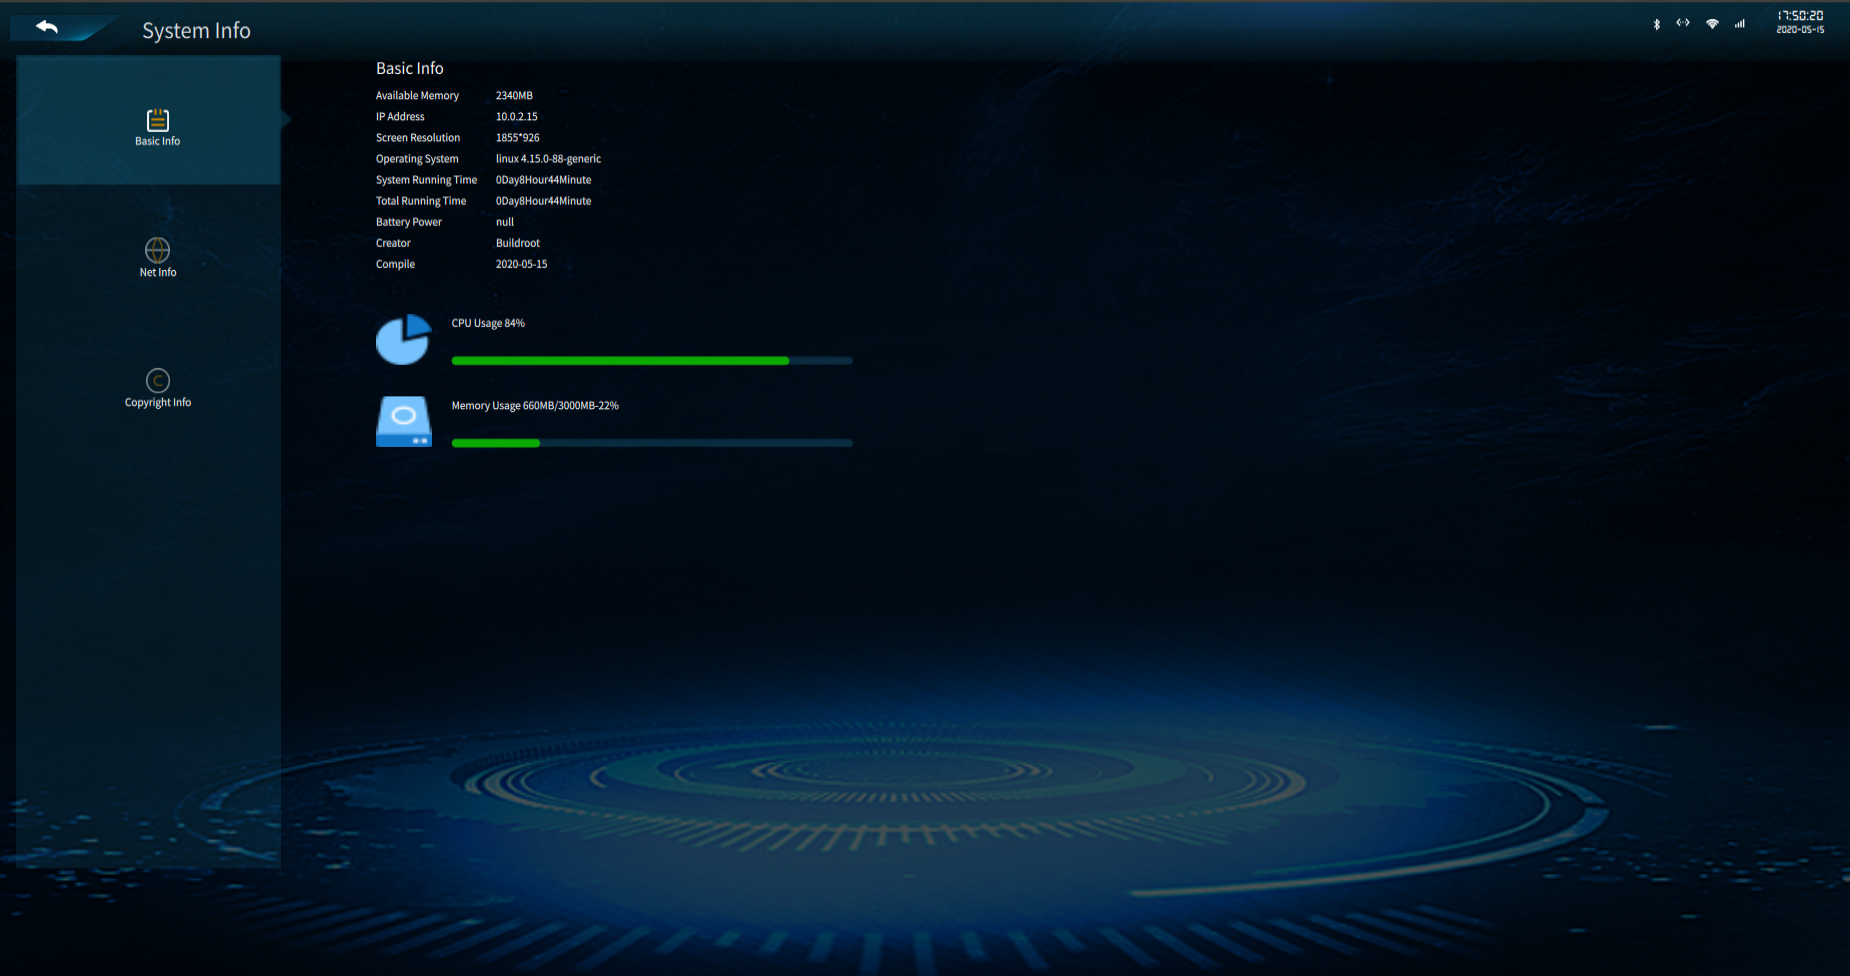 System Info
17:50:20
2020-05-15
Basic Info
Net Info
Copyright Info
Basic Info
Available Memory 2340MB
IP Address 10.0.2.15
Screen Resolution 1855*926
Operating System linux 4.15.0-88-generic
System Running Time 0Day8Hour44Minute
Total Running Time 0Day8Hour44Minute
Battery Power null
Creator Buildroot
Compile 2020-05-15
CPU Usage 84%
Memory Usage 660MB/3000MB-22%